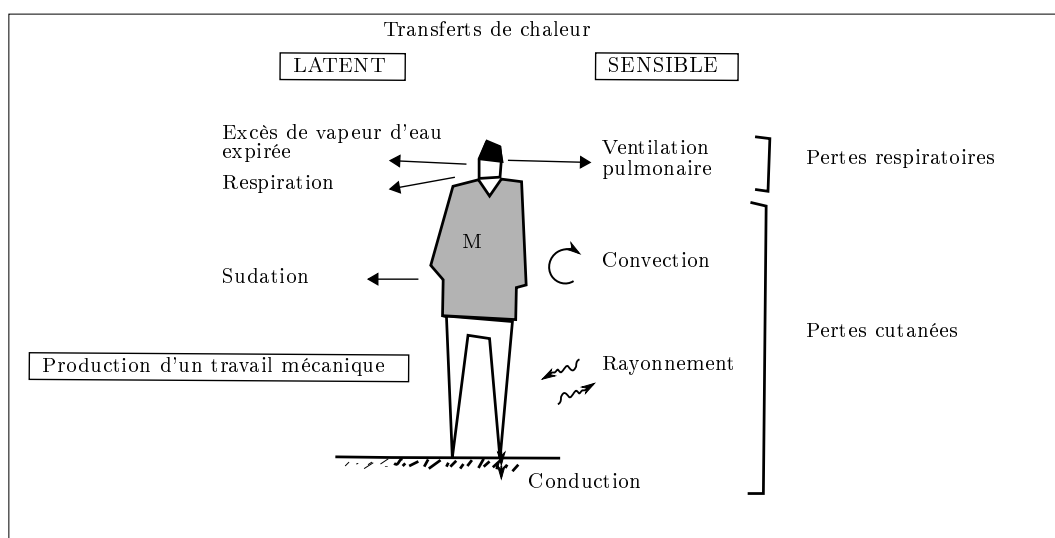 Transferts de chaleur
LATENT
SENSIBLE
Excès de vapeur d'eau
expirée
Respiration
Ventilation
pulmonaire
Pertes respiratoires
M
Sudation
Convection
Pertes cutanées
Production d'un travail mécanique
Rayonnement
Conduction